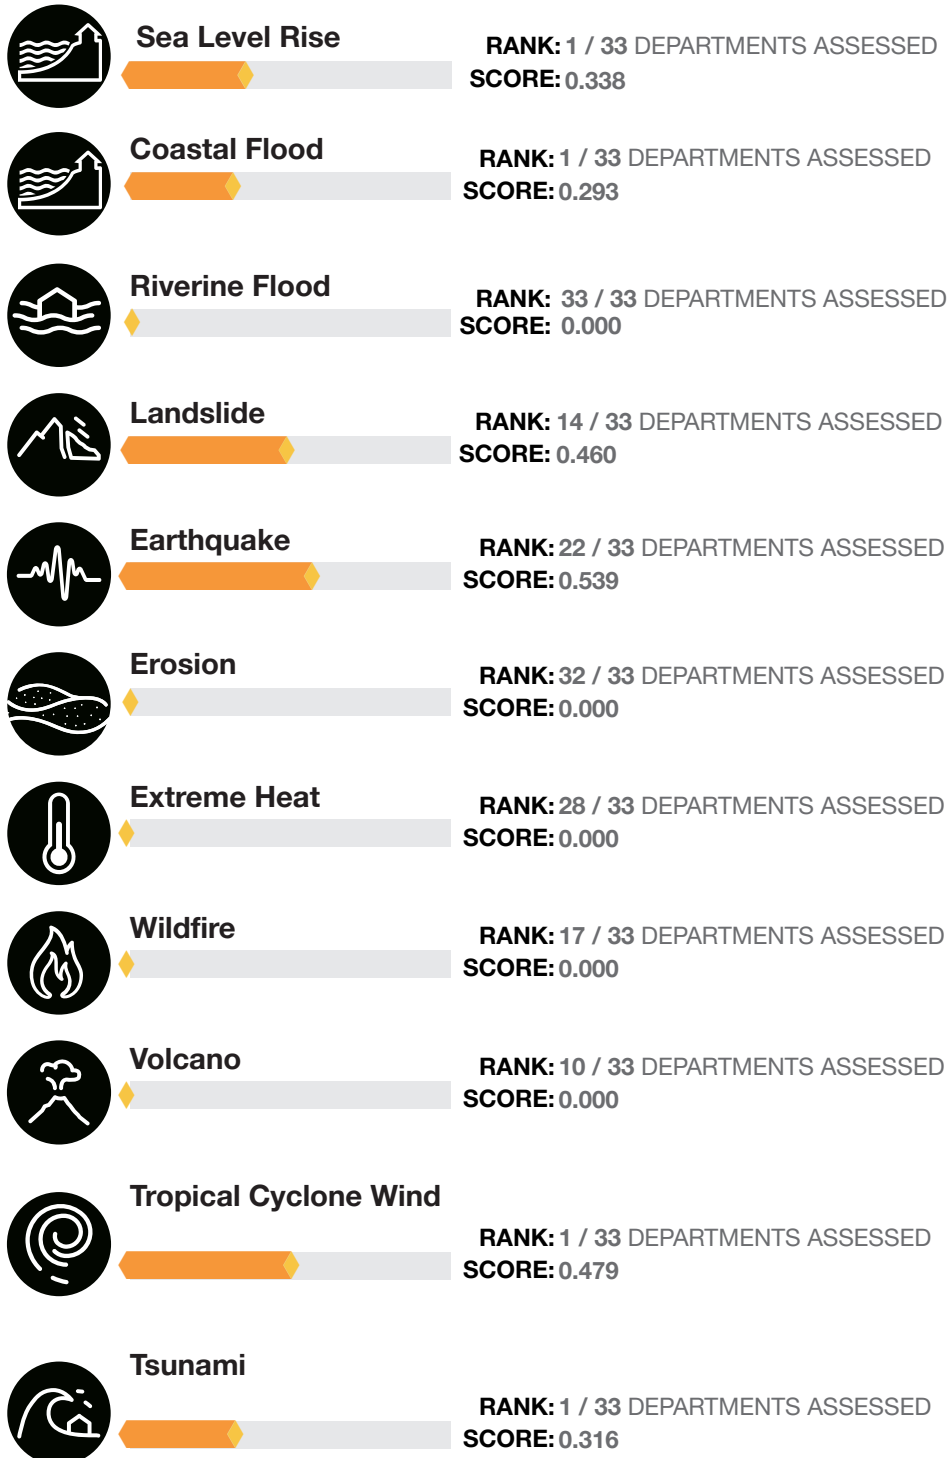 Sea Level Rise
RANK: 1 / 33 DEPARTMENTS ASSESSED
SCORE: 0.338
Coastal Flood
RANK: 1 / 33 DEPARTMENTS ASSESSED
SCORE: 0.293
Riverine Flood
RANK: 33 / 33 DEPARTMENTS ASSESSED
SCORE: 0.000
Landslide
RANK: 14 / 33 DEPARTMENTS ASSESSED
SCORE: 0.460
Earthquake
RANK: 22 / 33 DEPARTMENTS ASSESSED
SCORE: 0.539
Erosion
RANK: 32 / 33 DEPARTMENTS ASSESSED
SCORE: 0.000
Extreme Heat
RANK: 28 / 33 DEPARTMENTS ASSESSED
SCORE: 0.000
Wildfire
RANK: 17 / 33 DEPARTMENTS ASSESSED
SCORE: 0.000
Volcano
RANK: 10 / 33 DEPARTMENTS ASSESSED
SCORE: 0.000
Tropical Cyclone Wind
RANK: 1 / 33 DEPARTMENTS ASSESSED
SCORE: 0.479
Tsunami
RANK: 1 / 33 DEPARTMENTS ASSESSED
SCORE: 0.316